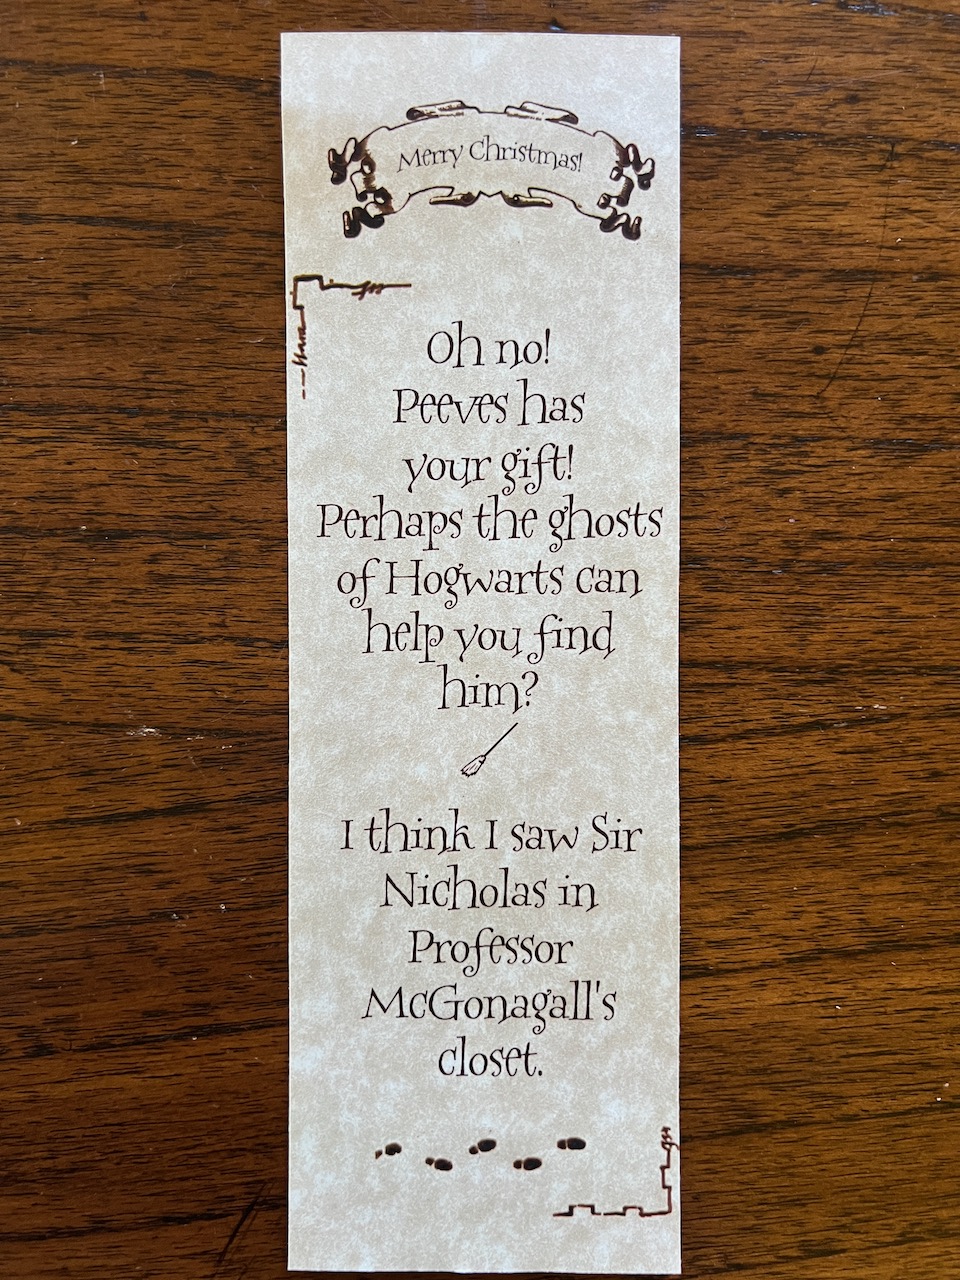 Merry Christmas!
Oh no!
Peeves has
your gift!
Perhaps the ghosts
of Hogwarts can
help you find
him?
I think I saw Sir
Nicholas in
Professor
McGonagall's
closet.